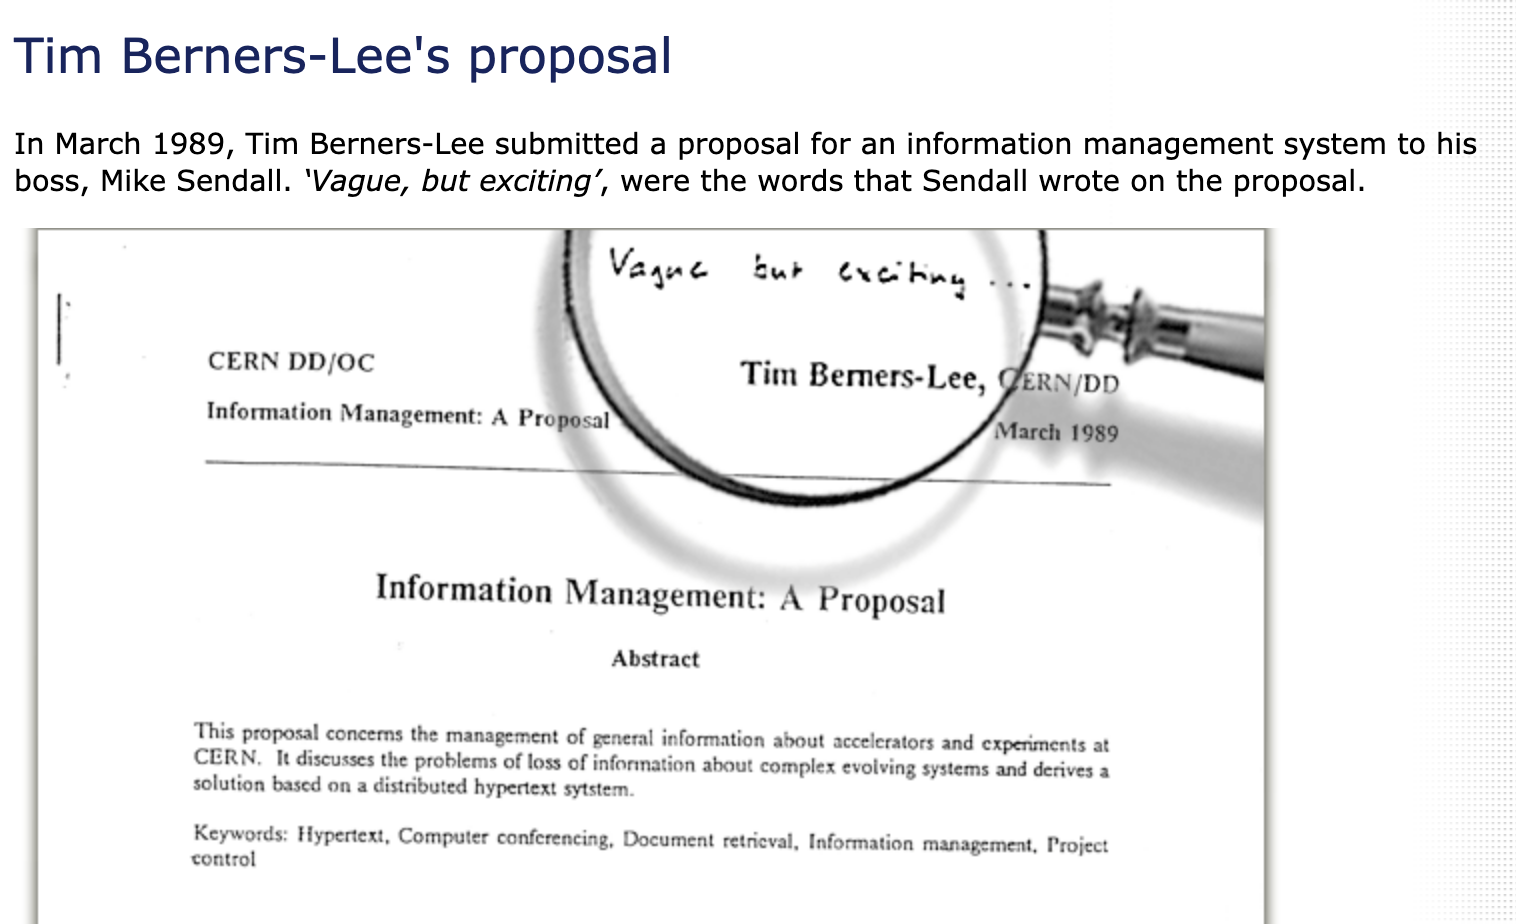 Tim Berners-Lee's proposal
In March 1989, Tim Berners-Lee submitted a proposal for an information management system to his
boss, Mike Sendall. ‘Vague, but exciting’, were the words that Sendall wrote on the proposal.
Vague but exciting ...
CERN DD/OC
Tim Berners-Lee, CERN/DD
Information Management: A Proposal
March 1989
Information Management: A Proposal
Abstract
This proposal concerns the management of general information about accelerators and experiments at
CERN. It discusses the problems of loss of information about complex evolving systems and derives a
solution based on a distributed hypertext sytstem.
Keywords: Hypertext, Computer conferencing, Document retrieval, Information management, Project
control